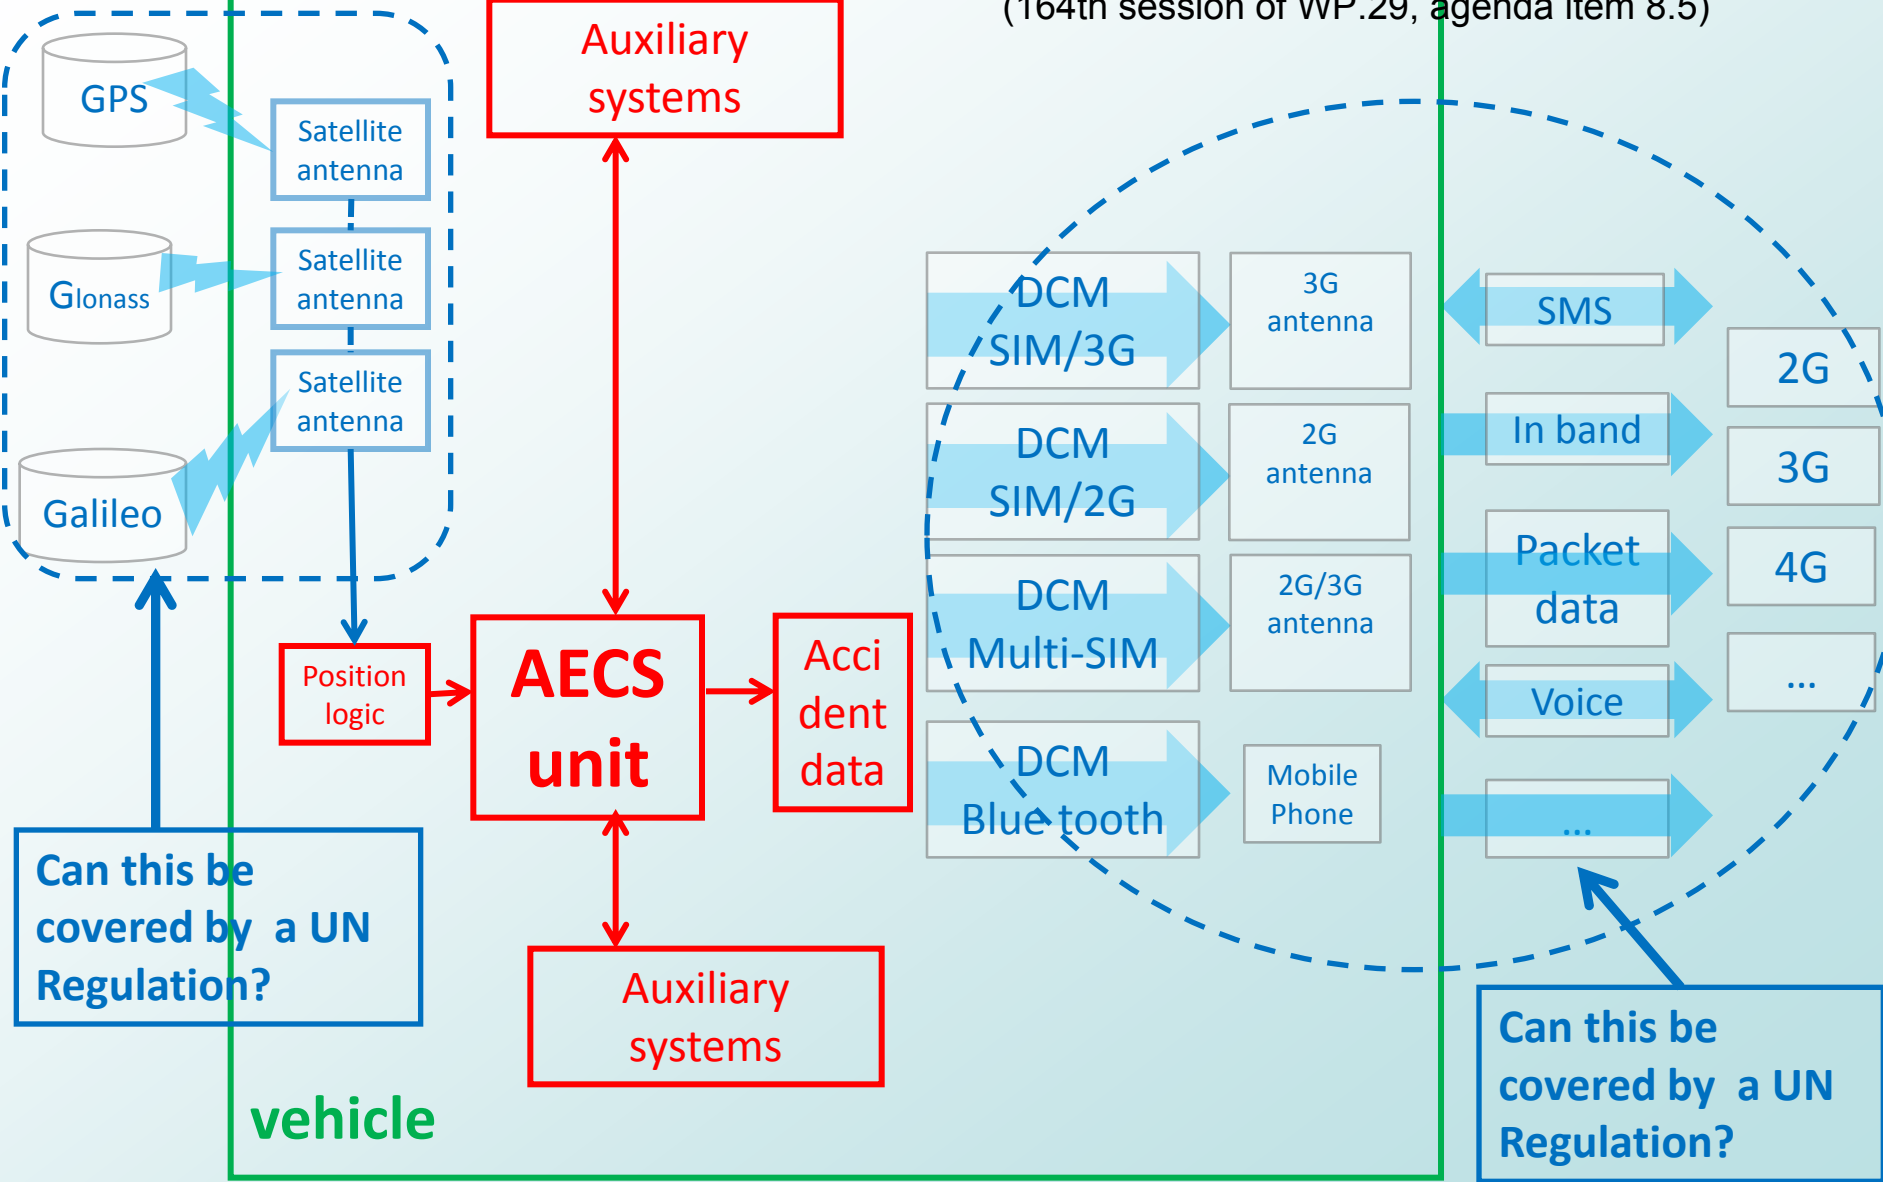 (164th session of WP.29, agenda item 8.5)
GPS
Satellite
antenna
Auxiliary
systems
Glonass
Satellite
antenna
Galileo
Satellite
antenna
Position
logic
AECS
unit
Acci
dent
data
Auxiliary
systems
DCM
SIM/3G
3G
antenna
DCM
SIM/2G
2G
antenna
DCM
Multi-SIM
2G/3G
antenna
DCM
Blue tooth
Mobile
Phone
SMS
In band
Packet
data
Voice
...
2G
3G
4G
...
Can this be
covered by  a UN
Regulation?
vehicle
Can this be
covered by  a UN
Regulation?